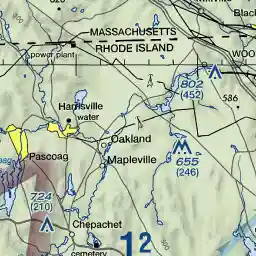 MASSACHUSETTS
RHODE ISLAND
power plant
WOO
802
(452)
586
Harrisville
water
Oakland
Pascoag
Mapleville
655
(246)
724
(210)
Chepachet
12
cemetery